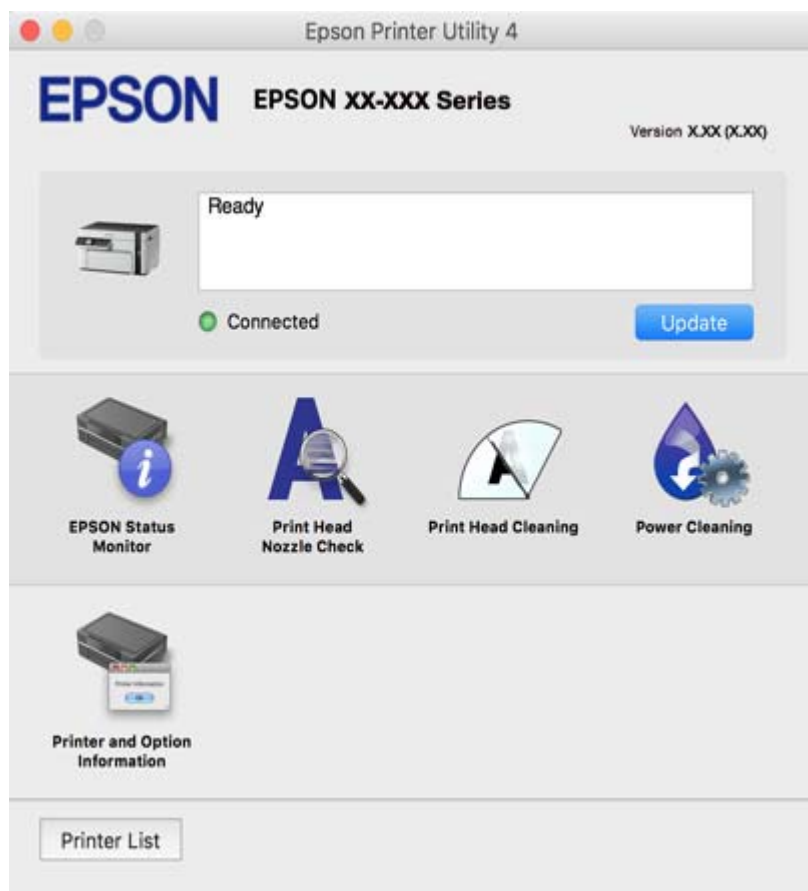 Epson Printer Utility 4
EPSON
EPSON XX-XXX Series
Version X.XX (X.XX)
Ready
Connected
Update
EPSON Status
Monitor
Print Head
Nozzle Check
Print Head Cleaning
Power Cleaning
Printer and Option
Information
Printer List